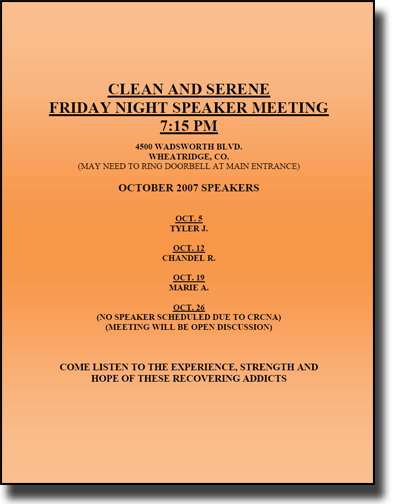 CLEAN AND SERENE
FRIDAY NIGHT SPEAKER MEETING
7:15 PM
4500 WADSWORTH BLVD.
WHEATRIDGE, CO.
(MAY NEED TO RING DOORBELL AT MAIN ENTRANCE)
OCTOBER 2007 SPEAKERS
OCT. 5
TYLER J.
OCT. 12
CHANDEL R.
OCT. 19
MARIE A.
OCT. 26
(NO SPEAKER SCHEDULED DUE TO CRCNA)
(MEETING WILL BE OPEN DISCUSSION)
COME LISTEN TO THE EXPERIENCE, STRENGTH AND
HOPE OF THESE RECOVERING ADDICTS